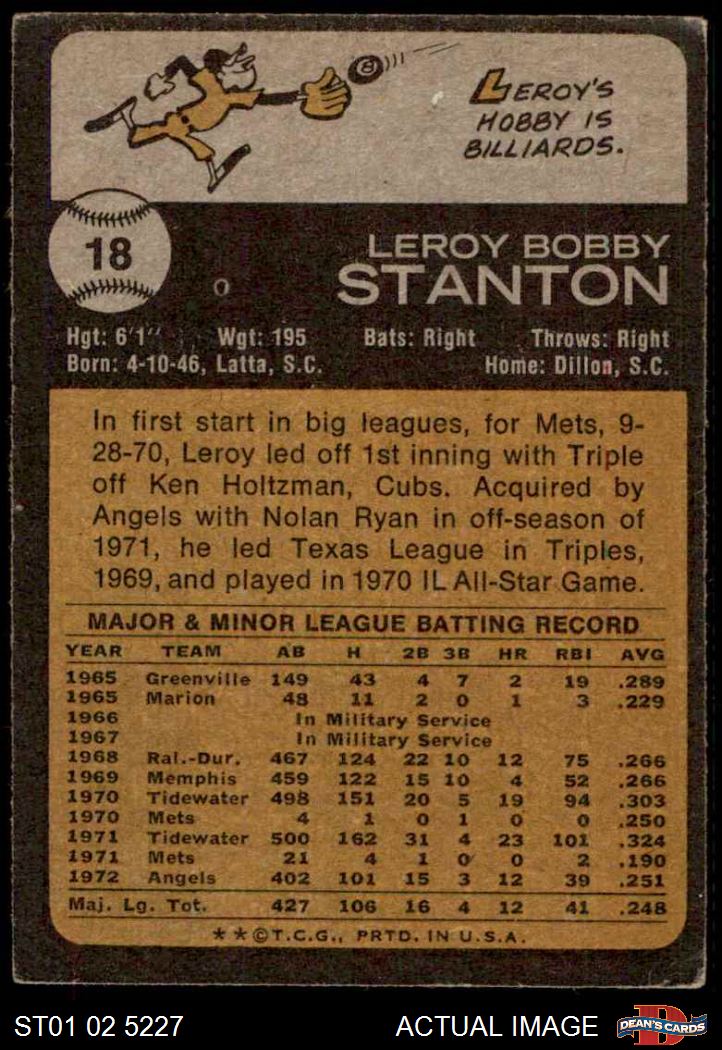 8
LEROY'S
HOBBY IS
BILLIARDS.
18
LEROY BOBBY
STANTON
Hgt: 6'1" Wgt: 195 Bats: Right Throws: Right
Born: 4-10-46, Latta, S.C. Home: Dillon, S.C.
In first start in big leagues, for Mets, 9-
28-70, Leroy led off 1st inning with Triple
off Ken Holtzman, Cubs. Acquired by
Angels with Nolan Ryan in off-season of
1971, he led Texas League in Triples,
1969, and played in 1970 IL All-Star Game.
MAJOR & MINOR LEAGUE BATTING RECORD
YEAR TEAM AB H 2B 3B HR RBI AVG
1965 Greenville 149 43 4 7 2 19 .289
1965 Marion 48 11 2 0 1 3 .229
1966 In Military Service
1967 In Military Service
1968 Ral.-Dur. 467 124 22 10 12 75 .266
1969 Memphis 459 122 15 10 4 52 .266
1970 Tidewater 498 151 20 5 19 94 .303
1970 Mets 4 1 0 1 0 0 .250
1971 Tidewater 500 162 31 4 23 101 .324
1971 Mets 21 4 1 0 0 2 .190
1972 Angels 402 101 15 3 12 39 .251
Maj. Lg. Tot. 427 106 16 4 12 41 .248
**©T.C.G., PRTD. IN U.S.A.
ST01 02 5227 ACTUAL IMAGE DEAN'S CARDS